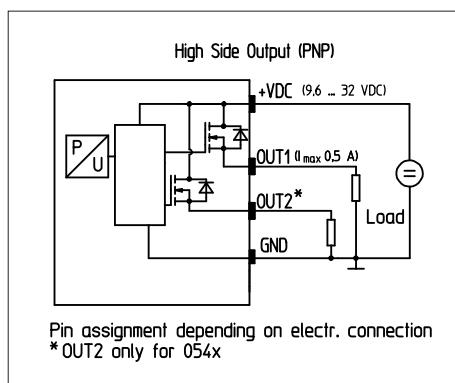 High Side Output (PNP)
+VDC (9.6 ... 32 VDC)
P
U
OUT1 (I max 0.5 A)
OUT2*
Load
GND
Pin assignment depending on electr. connection
* OUT2 only for 054x